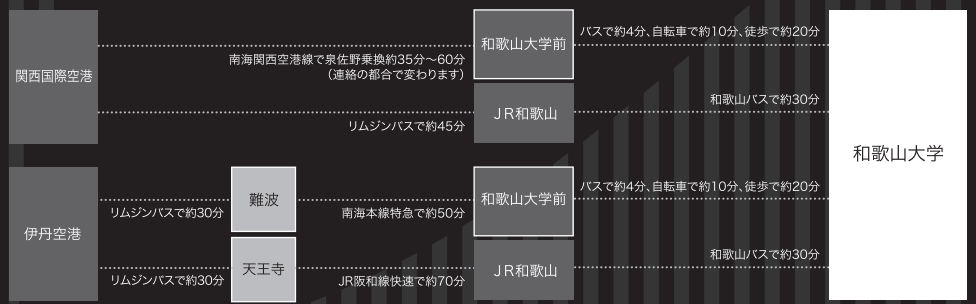 関西国際空港
南海関西空港線で泉佐野乗換約35分～60分
（連絡の都合で変わります）
和歌山大学前
バスで約4分、自転車で約10分、徒歩で約20分
リムジンバスで約45分
JR和歌山
和歌山バスで約30分
和歌山大学
伊丹空港
リムジンバスで約30分
難波
南海本線特急で約50分
和歌山大学前
バスで約4分、自転車で約10分、徒歩で約20分
リムジンバスで約30分
天王寺
JR阪和線快速で約70分
JR和歌山
和歌山バスで約30分